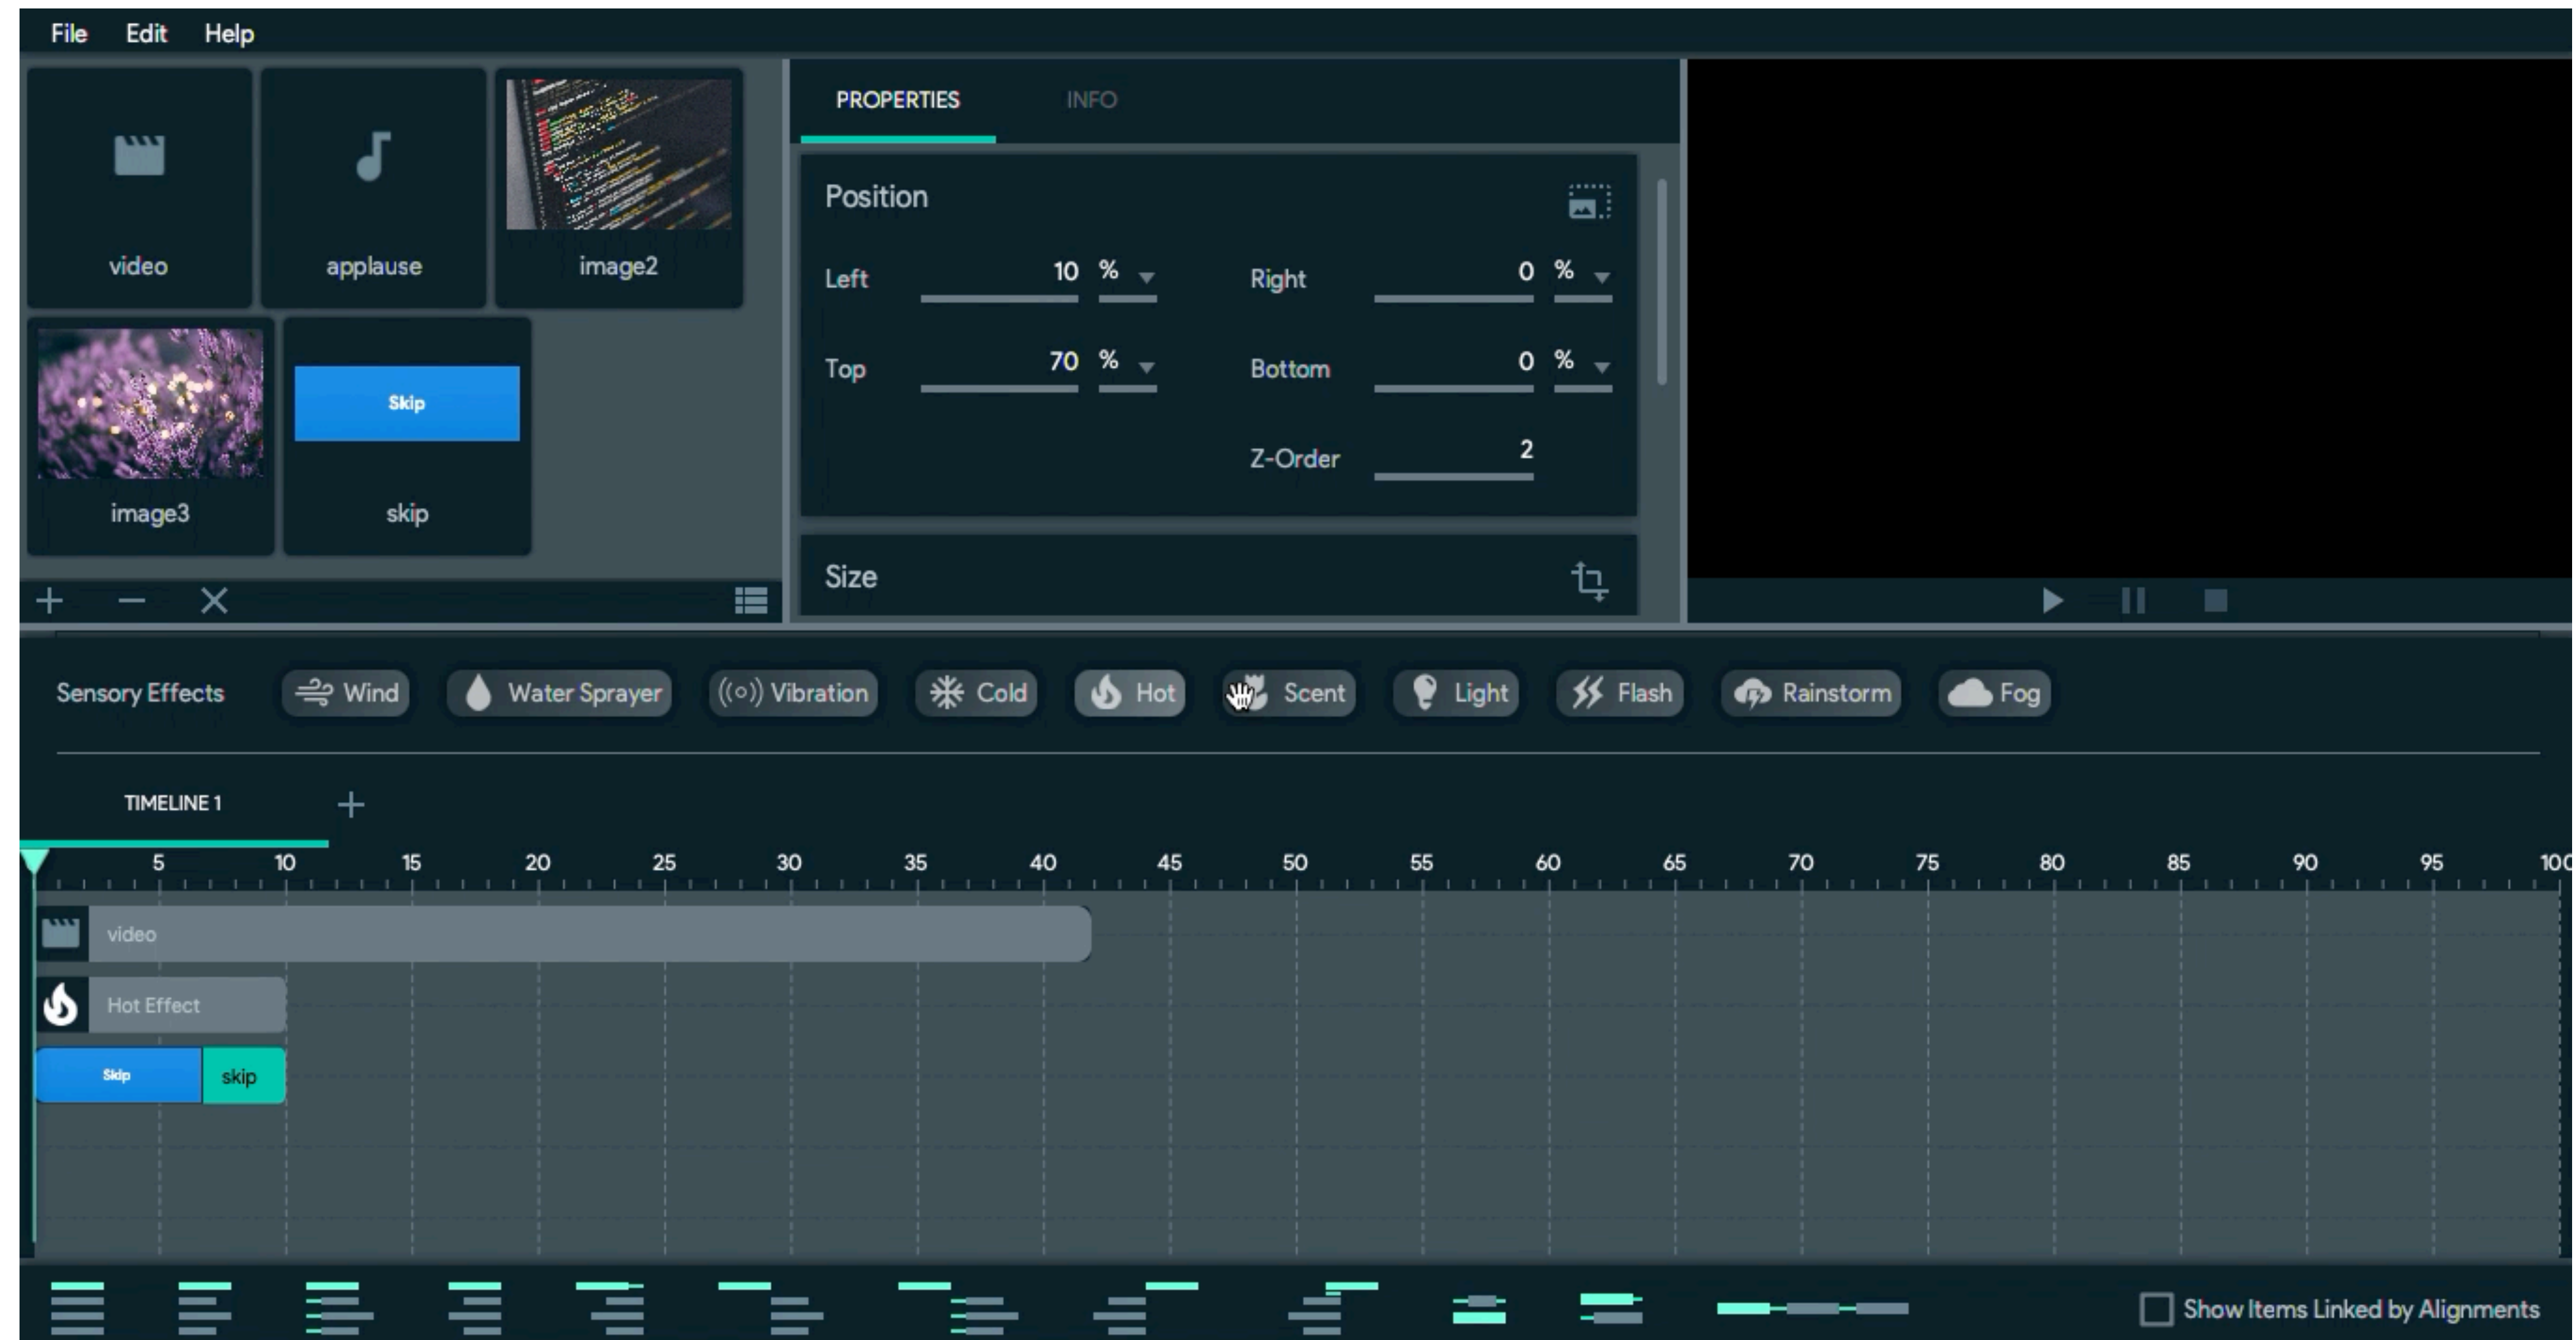 File Edit Help
video applause image2
Skip
image3 skip
PROPERTIES INFO
Position
Left 10 % Right 0 %
Top 70 % Bottom 0 %
Z-Order 2
Size
Sensory Effects Wind Water Sprayer Vibration Cold Hot Scent Light Flash Rainstorm Fog
TIMELINE 1
5 10 15 20 25 30 35 40 45 50 55 60 65 70 75 80 85 90 95 100
video
Hot Effect
Skip skip
Show Items Linked by Alignments